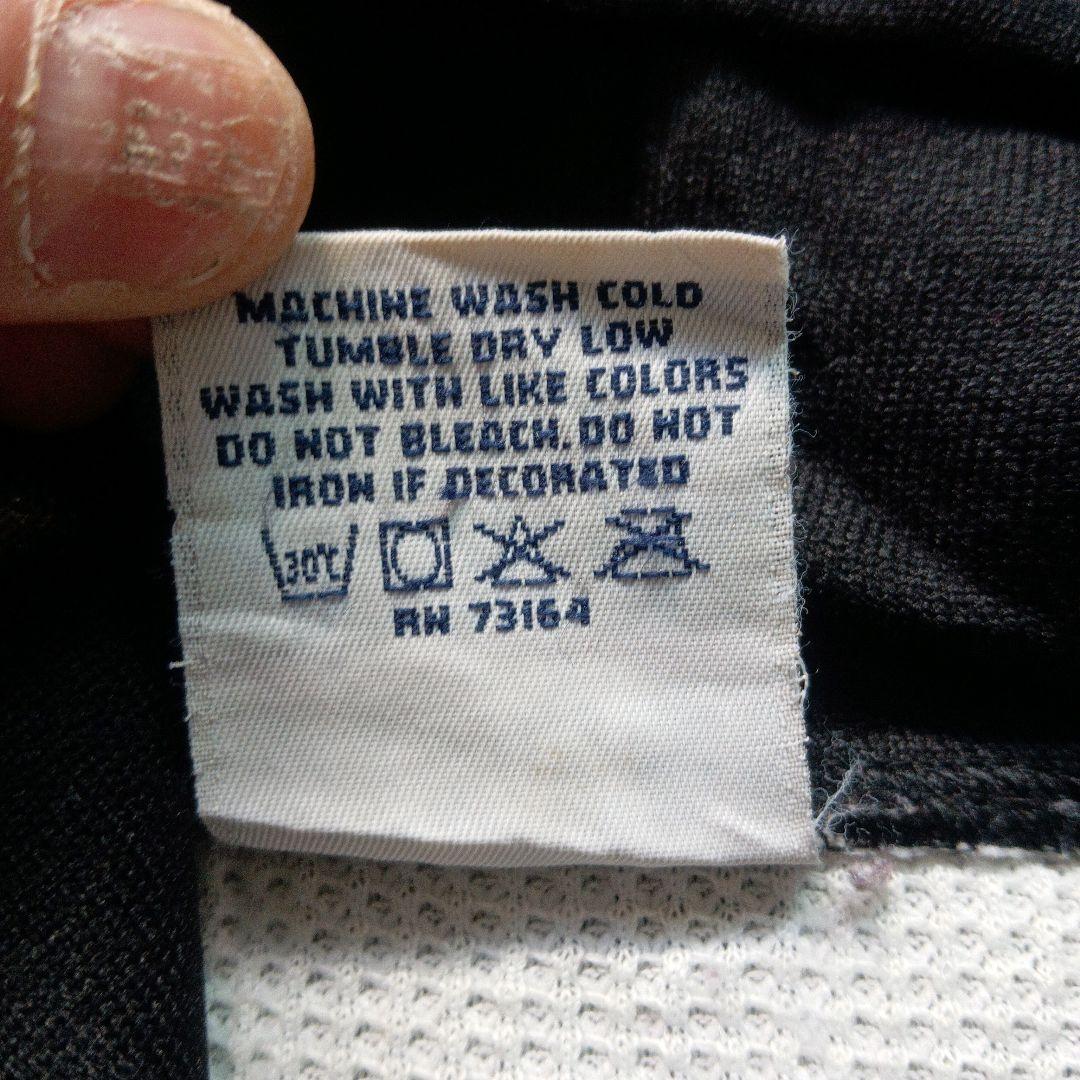 MACHINE WASH COLD
TUMBLE DRY LOW
WASH WITH LIKE COLORS
DO NOT BLEACH. DO NOT
IRON IF DECORATED
30°C
RN 73164